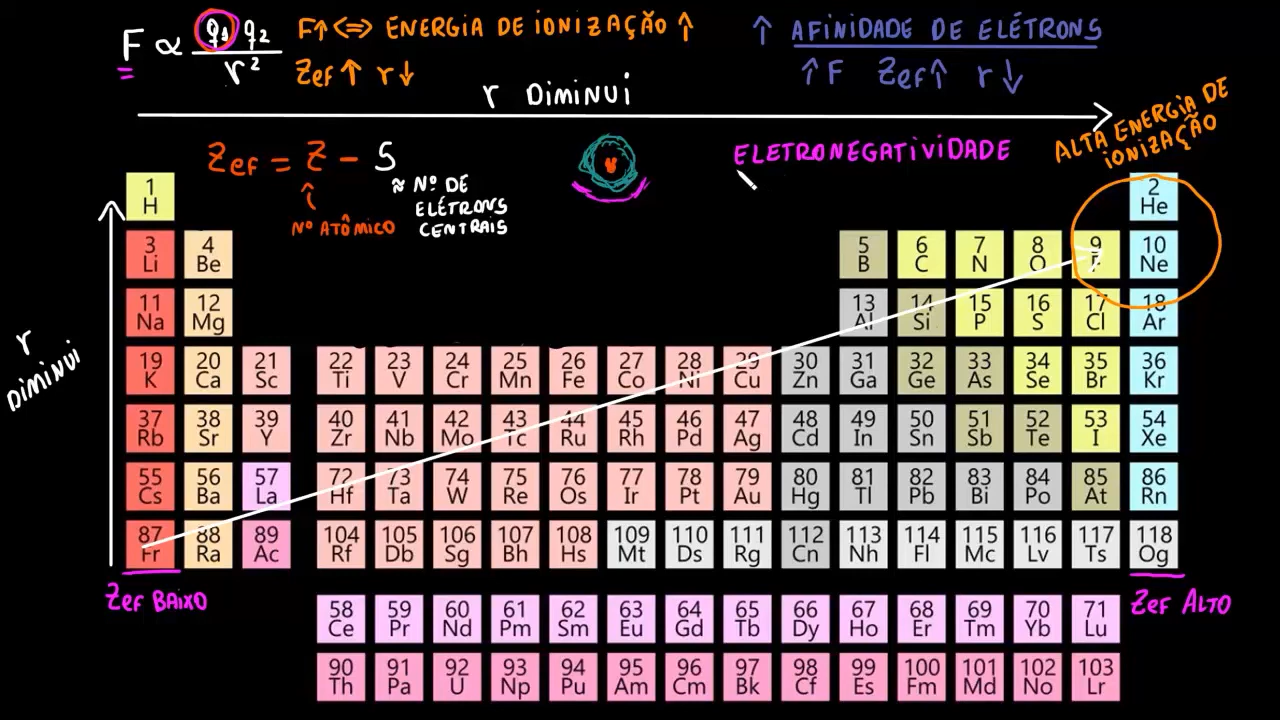 F ∝ q₁ q₂ / r²
F↑ <=> ENERGIA DE IONIZAÇÃO ↑
Zef ↑ r ↓
↑ AFINIDADE DE ELÉTRONS
↑F Zef↑ r↓
r DIMINUI
ALTA ENERGIA DE
IONIZAÇÃO
Zef = Z - S
≈ Nº DE
ELÉTRONS
CENTRAIS
Nº ATÔMICO
ELETRONEGATIVIDADE
r
DIMINUI
1 2
H He
3 4 5 6 7 8 9 10
Li Be B C N O F Ne
11 12 13 14 15 16 17 18
Na Mg Al Si P S Cl Ar
19 20 21 22 23 24 25 26 27 28 29 30 31 32 33 34 35 36
K Ca Sc Ti V Cr Mn Fe Co Ni Cu Zn Ga Ge As Se Br Kr
37 38 39 40 41 42 43 44 45 46 47 48 49 50 51 52 53 54
Rb Sr Y Zr Nb Mo Tc Ru Rh Pd Ag Cd In Sn Sb Te I Xe
55 56 57 72 73 74 75 76 77 78 79 80 81 82 83 84 85 86
Cs Ba La Hf Ta W Re Os Ir Pt Au Hg Tl Pb Bi Po At Rn
87 88 89 104 105 106 107 108 109 110 111 112 113 114 115 116 117 118
Fr Ra Ac Rf Db Sg Bh Hs Mt Ds Rg Cn Nh Fl Mc Lv Ts Og
Zef BAIXO
Zef ALTO
58 59 60 61 62 63 64 65 66 67 68 69 70 71
Ce Pr Nd Pm Sm Eu Gd Tb Dy Ho Er Tm Yb Lu
90 91 92 93 94 95 96 97 98 99 100 101 102 103
Th Pa U Np Pu Am Cm Bk Cf Es Fm Md No Lr